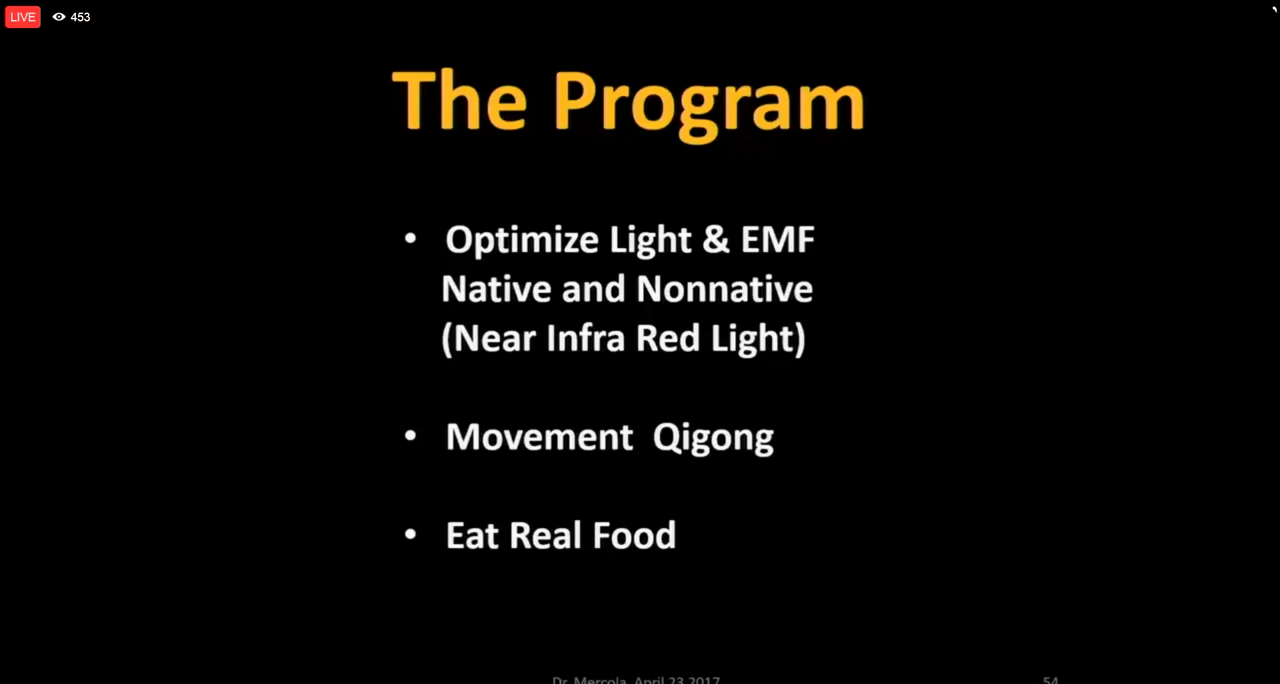 LIVE 453
The Program
• Optimize Light & EMF
Native and Nonnative
(Near Infra Red Light)
• Movement Qigong
• Eat Real Food
Dr. Mercola, April 23 2017 54